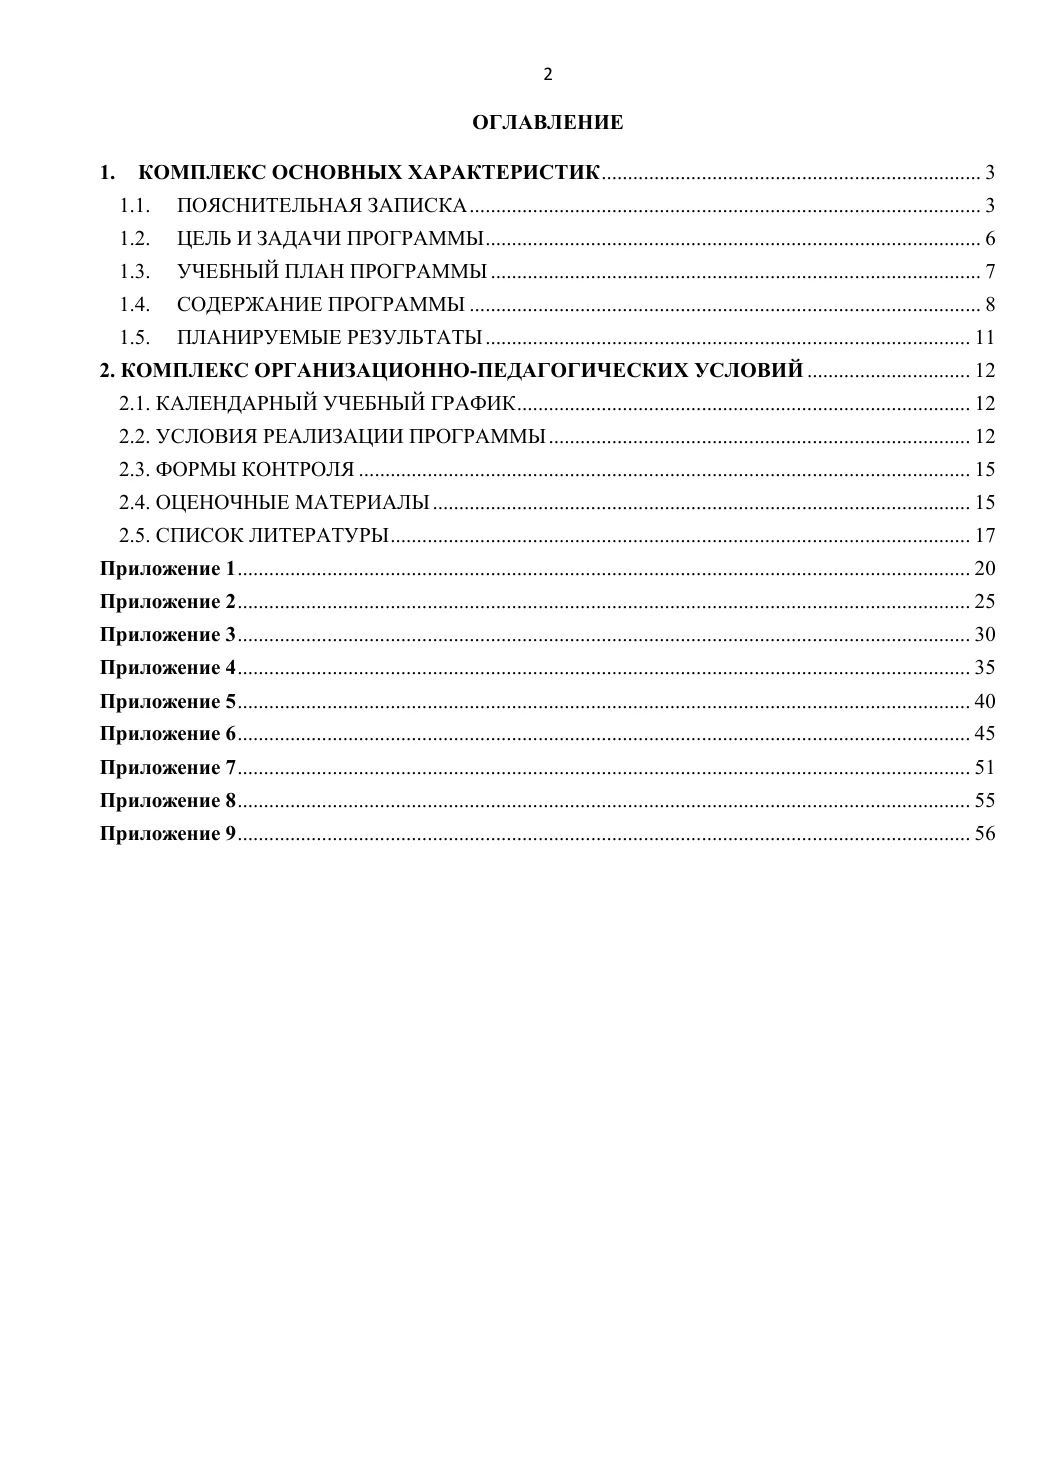 2
ОГЛАВЛЕНИЕ
1. КОМПЛЕКС ОСНОВНЫХ ХАРАКТЕРИСТИК........................................................................ 3
1.1. ПОЯСНИТЕЛЬНАЯ ЗАПИСКА................................................................................................. 3
1.2. ЦЕЛЬ И ЗАДАЧИ ПРОГРАММЫ.............................................................................................. 6
1.3. УЧЕБНЫЙ ПЛАН ПРОГРАММЫ ............................................................................................. 7
1.4. СОДЕРЖАНИЕ ПРОГРАММЫ ................................................................................................. 8
1.5. ПЛАНИРУЕМЫЕ РЕЗУЛЬТАТЫ ............................................................................................ 11
2. КОМПЛЕКС ОРГАНИЗАЦИОННО-ПЕДАГОГИЧЕСКИХ УСЛОВИЙ ............................... 12
2.1. КАЛЕНДАРНЫЙ УЧЕБНЫЙ ГРАФИК...................................................................................... 12
2.2. УСЛОВИЯ РЕАЛИЗАЦИИ ПРОГРАММЫ ................................................................................ 12
2.3. ФОРМЫ КОНТРОЛЯ .................................................................................................................... 15
2.4. ОЦЕНОЧНЫЕ МАТЕРИАЛЫ ...................................................................................................... 15
2.5. СПИСОК ЛИТЕРАТУРЫ.............................................................................................................. 17
Приложение 1........................................................................................................................................... 20
Приложение 2........................................................................................................................................... 25
Приложение 3........................................................................................................................................... 30
Приложение 4........................................................................................................................................... 35
Приложение 5........................................................................................................................................... 40
Приложение 6........................................................................................................................................... 45
Приложение 7........................................................................................................................................... 51
Приложение 8........................................................................................................................................... 55
Приложение 9........................................................................................................................................... 56